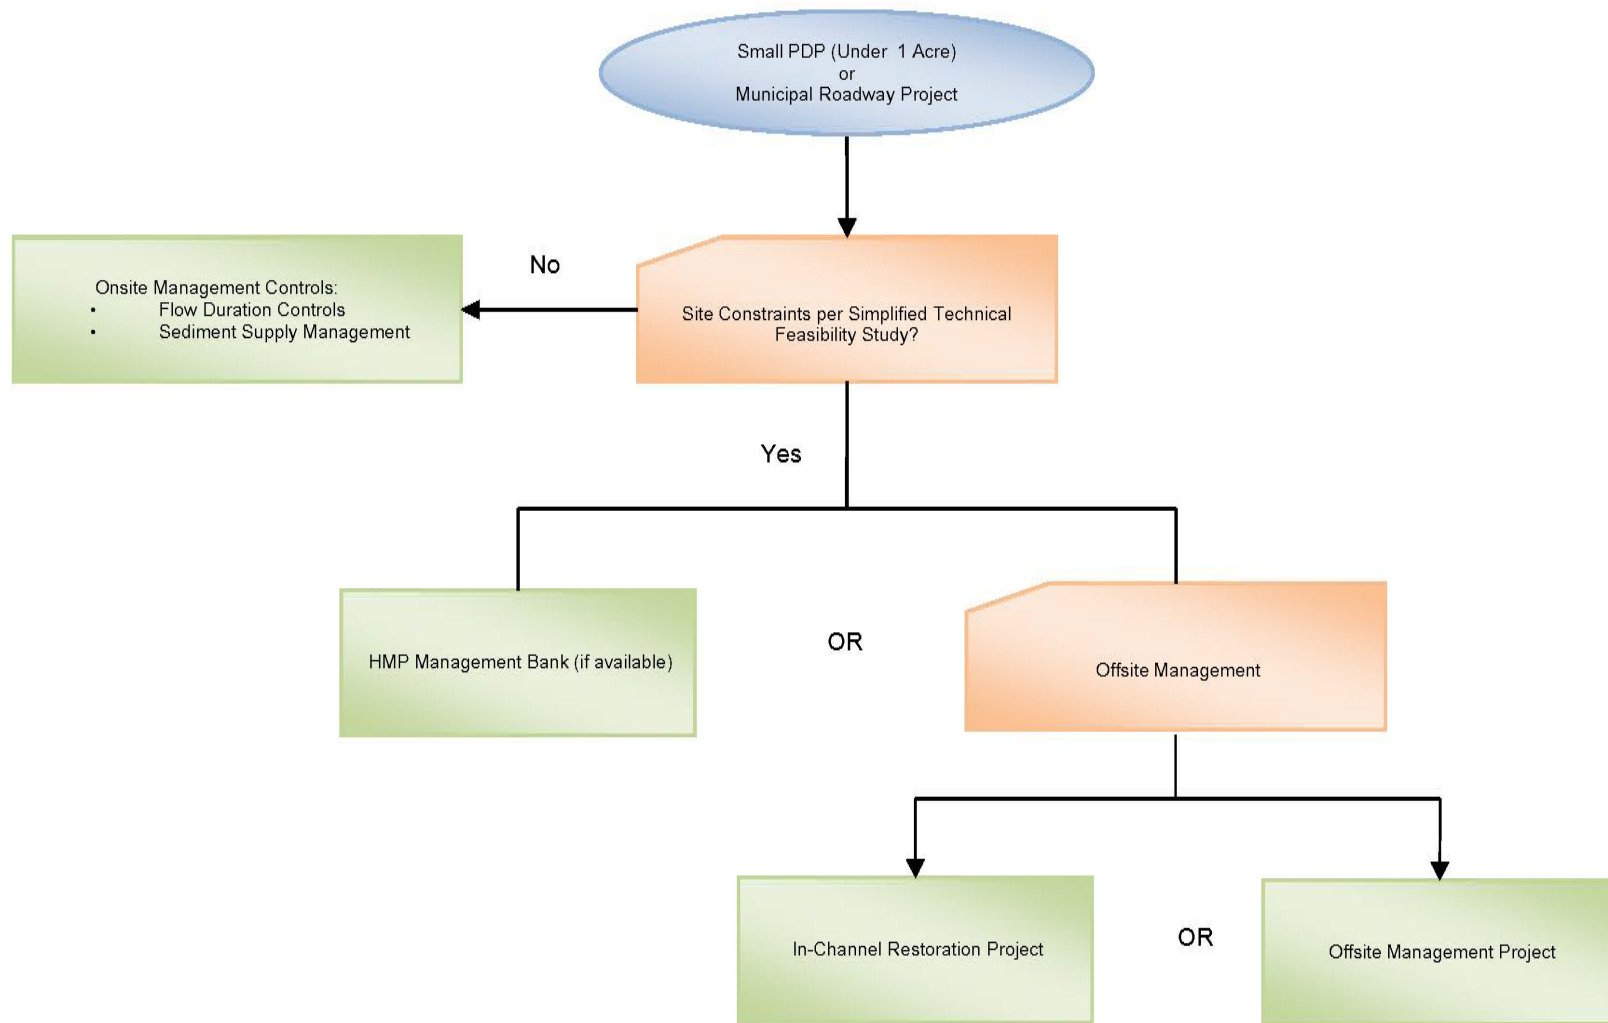 Small PDP (Under 1 Acre)
or
Municipal Roadway Project
No
Onsite Management Controls:
• Flow Duration Controls
• Sediment Supply Management
Site Constraints per Simplified Technical
Feasibility Study?
Yes
HMP Management Bank (if available)
OR
Offsite Management
In-Channel Restoration Project
OR
Offsite Management Project